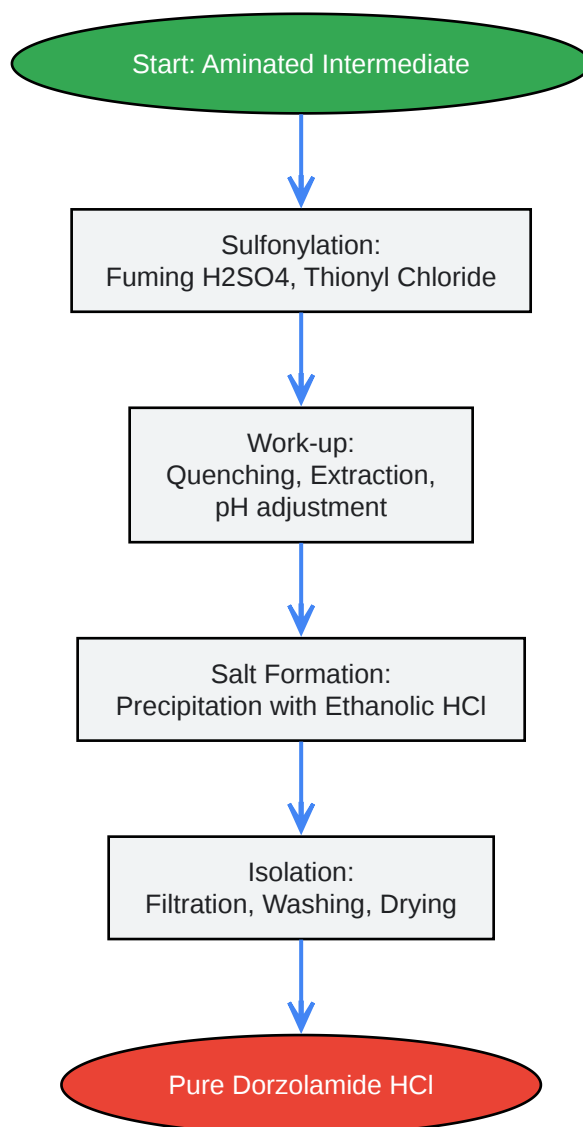 Start: Aminated Intermediate
Sulfonylation:
Fuming H2SO4, Thionyl Chloride
Work-up:
Quenching, Extraction,
pH adjustment
Salt Formation:
Precipitation with Ethanolic HCl
Isolation:
Filtration, Washing, Drying
Pure Dorzolamide HCl